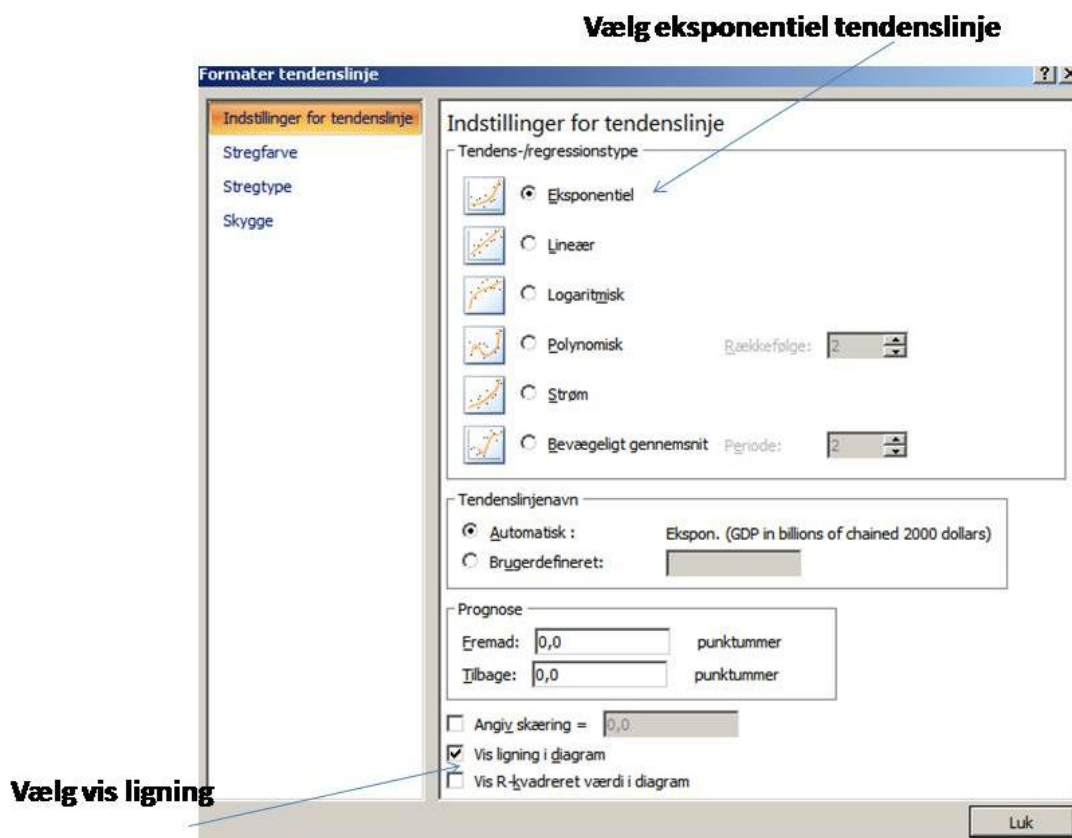 Vælg eksponentiel tendenslinje
Formater tendenslinje
Indstillinger for tendenslinje
Stregfarve
Stregtype
Skygge
Indstillinger for tendenslinje
Tendens-/regressionstype
Eksponentiel
Lineær
Logaritmisk
Polynomisk Rækkefølge: 2
Strøm
Bevægeligt gennemsnit Periode: 2
Tendenslinjenavn
Automatisk : Ekspon. (GDP in billions of chained 2000 dollars)
Brugerdefineret:
Prognose
Fremad: 0,0 punktummer
Tilbage: 0,0 punktummer
Angiv skæring = 0,0
Vis ligning i diagram
Vis R-kvadreret værdi i diagram
Vælg vis ligning
Luk